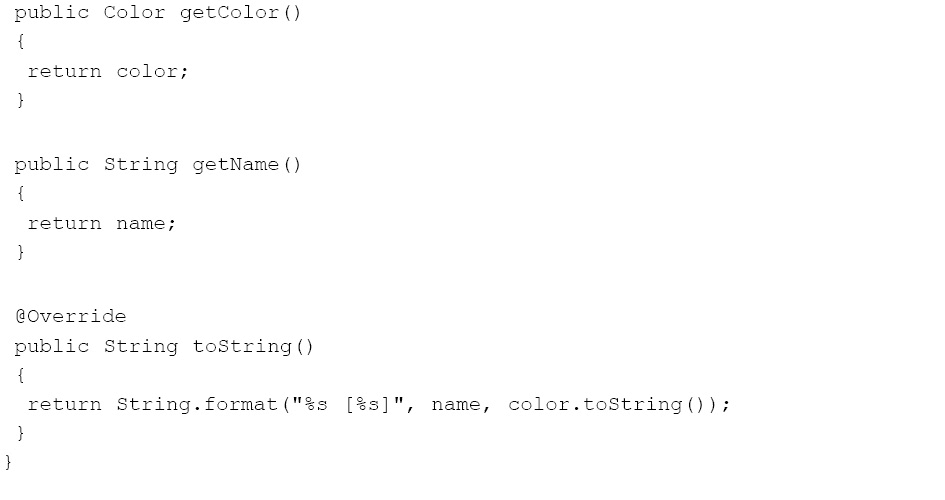 public Color getColor()
{
return color;
}
public String getName()
{
return name;
}
@Override
public String toString()
{
return String.format("%s [%s]", name, color.toString());
}
}